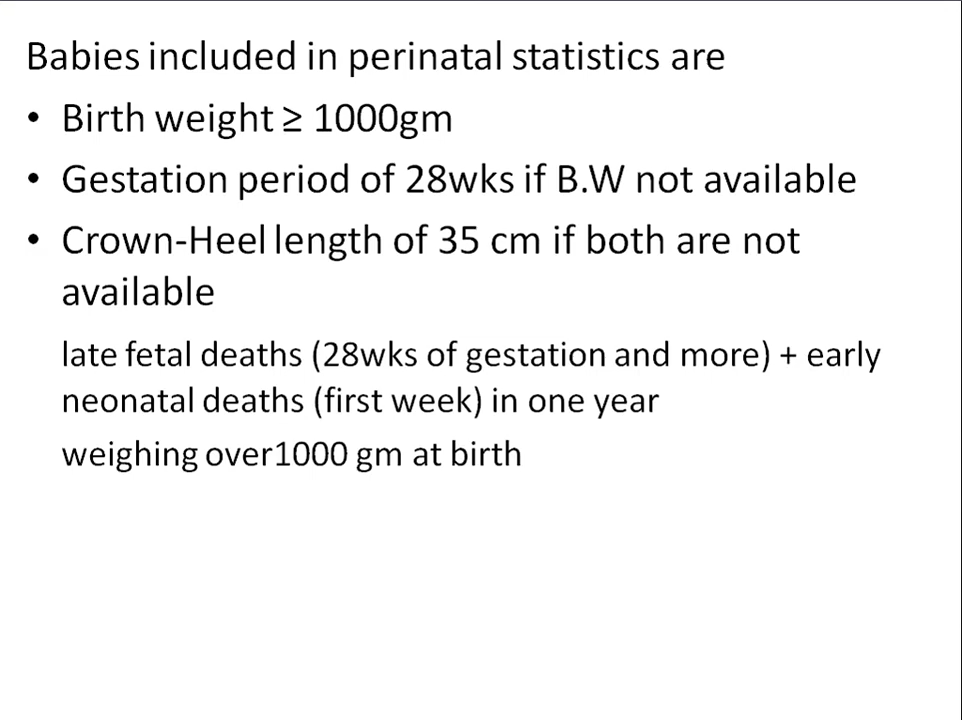 Babies included in perinatal statistics are
• Birth weight ≥ 1000gm
• Gestation period of 28wks if B.W not available
• Crown-Heel length of 35 cm if both are not
available
late fetal deaths (28wks of gestation and more) + early
neonatal deaths (first week) in one year
weighing over1000 gm at birth